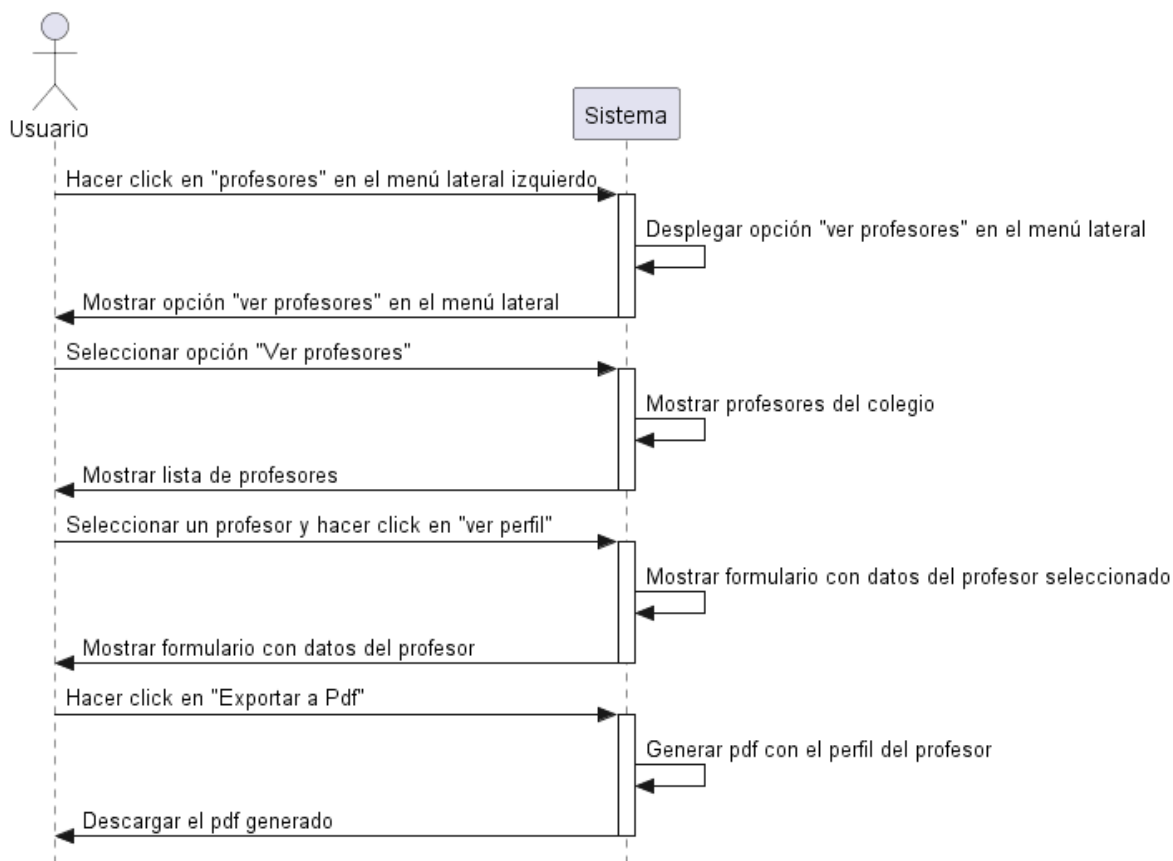 Usuario
Sistema
Hacer click en "profesores" en el menú lateral izquierdo
Desplegar opción "ver profesores" en el menú lateral
Mostrar opción "ver profesores" en el menú lateral
Seleccionar opción "Ver profesores"
Mostrar profesores del colegio
Mostrar lista de profesores
Seleccionar un profesor y hacer click en "ver perfil"
Mostrar formulario con datos del profesor seleccionado
Mostrar formulario con datos del profesor
Hacer click en "Exportar a Pdf"
Generar pdf con el perfil del profesor
Descargar el pdf generado